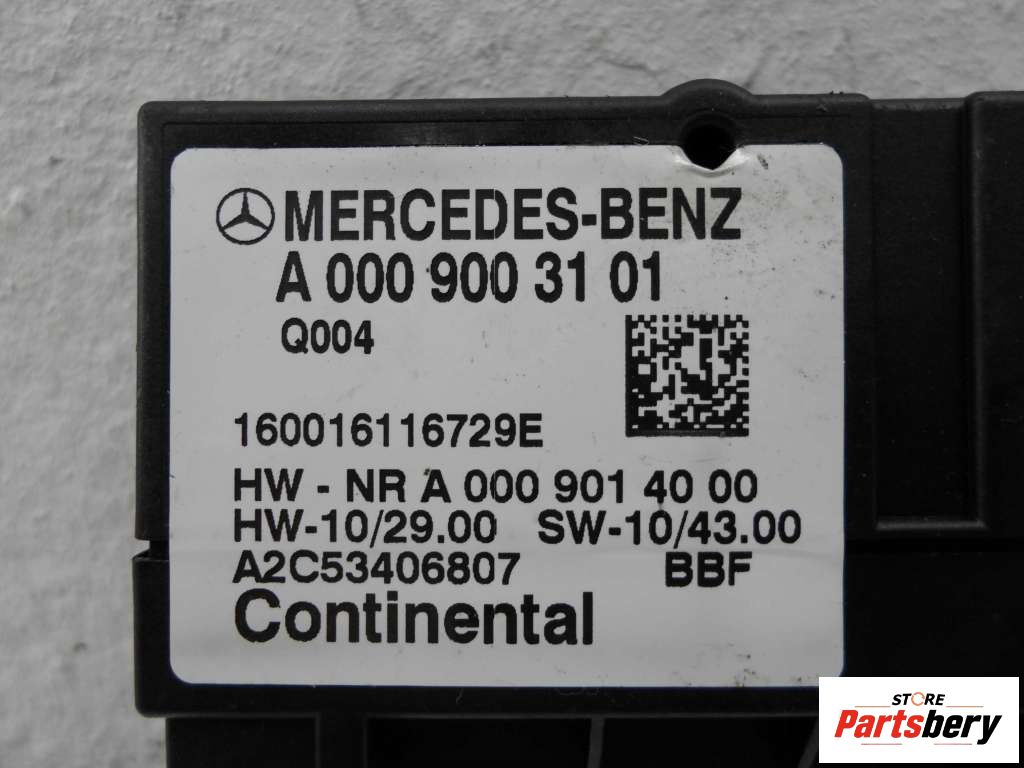 MERCEDES-BENZ
A 000 900 31 01
Q004
160016116729E
HW - NR A 000 901 40 00
HW-10/29.00 SW-10/43.00
A2C53406807 BBF
Continental
STORE
Partsbery